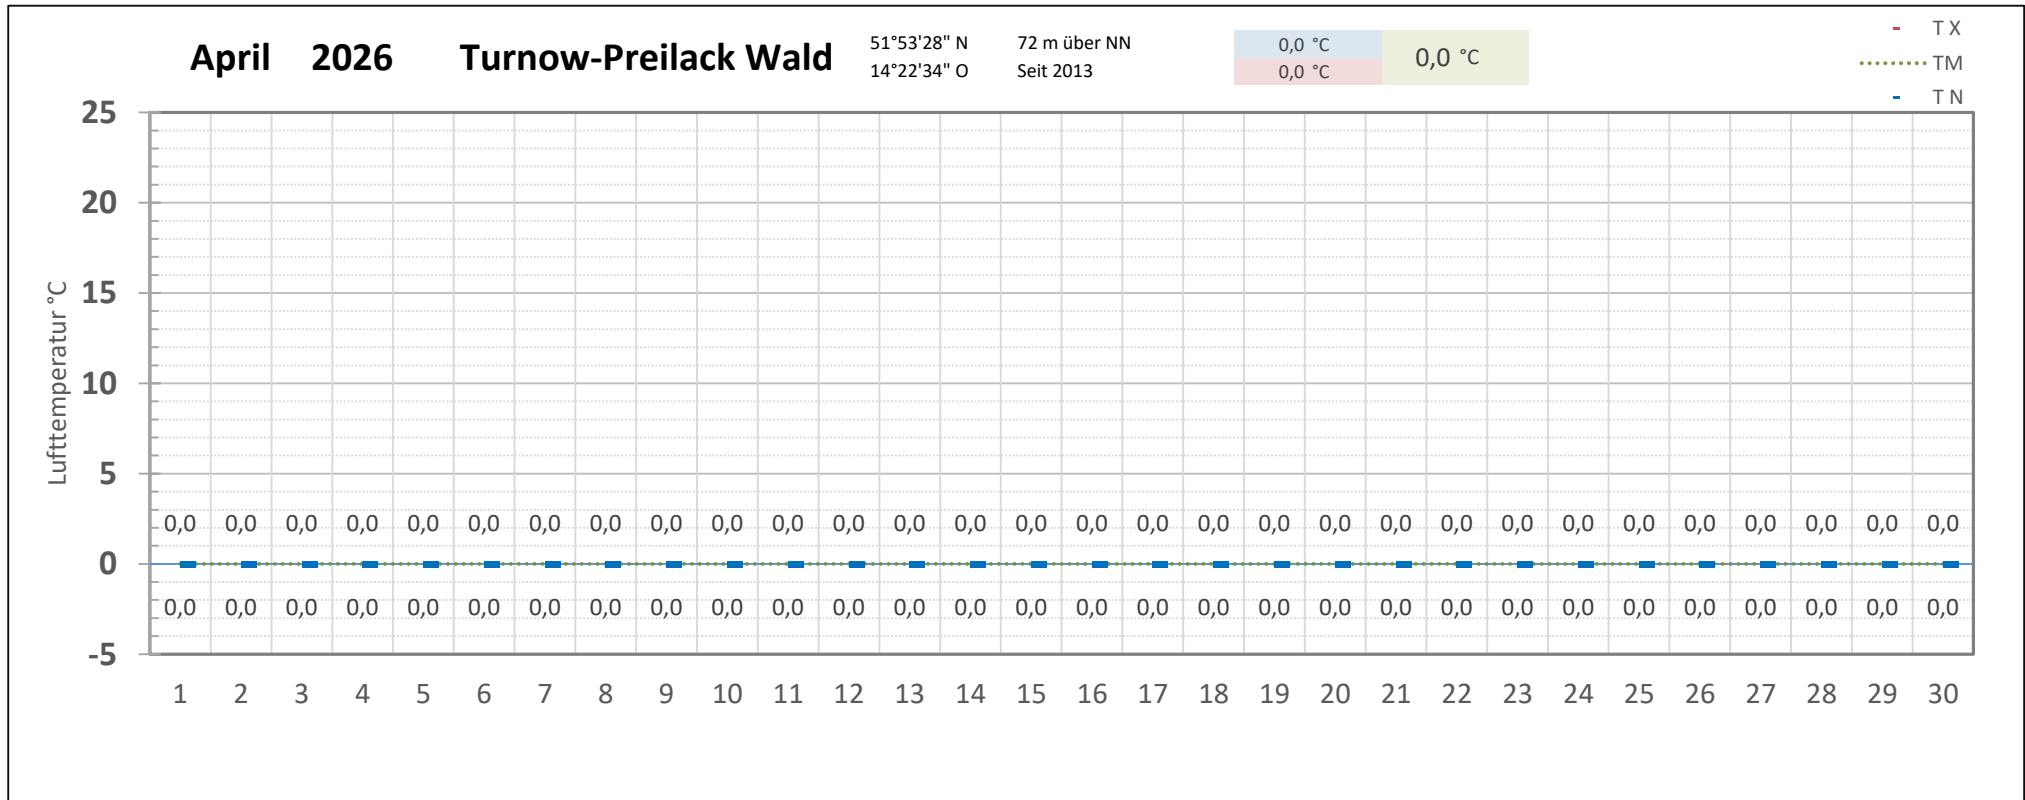 April 2026 Turnow-Preilack Wald
51°53'28" N 72 m über NN
14°22'34" O Seit 2013
0,0 °C
0,0 °C
0,0 °C
T X
TM
T N
Lufttemperatur °C
25
20
15
10
5
0,0 0,0 0,0 0,0 0,0 0,0 0,0 0,0 0,0 0,0 0,0 0,0 0,0 0,0 0,0 0,0 0,0 0,0 0,0 0,0 0,0 0,0 0,0 0,0 0,0 0,0 0,0 0,0 0,0 0,0
0
0,0 0,0 0,0 0,0 0,0 0,0 0,0 0,0 0,0 0,0 0,0 0,0 0,0 0,0 0,0 0,0 0,0 0,0 0,0 0,0 0,0 0,0 0,0 0,0 0,0 0,0 0,0 0,0 0,0 0,0
-5
1 2 3 4 5 6 7 8 9 10 11 12 13 14 15 16 17 18 19 20 21 22 23 24 25 26 27 28 29 30